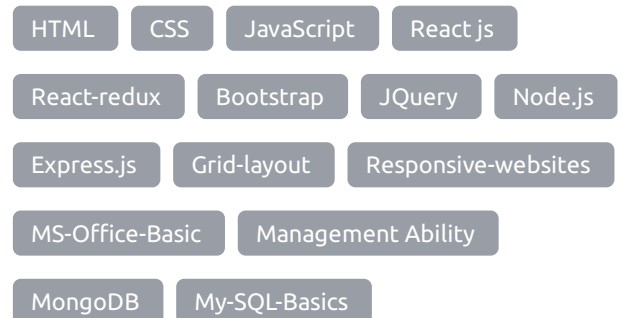 HTML CSS JavaScript React js
React-redux Bootstrap JQuery Node.js
Express.js Grid-layout Responsive-websites
MS-Office-Basic Management Ability
MongoDB My-SQL-Basics